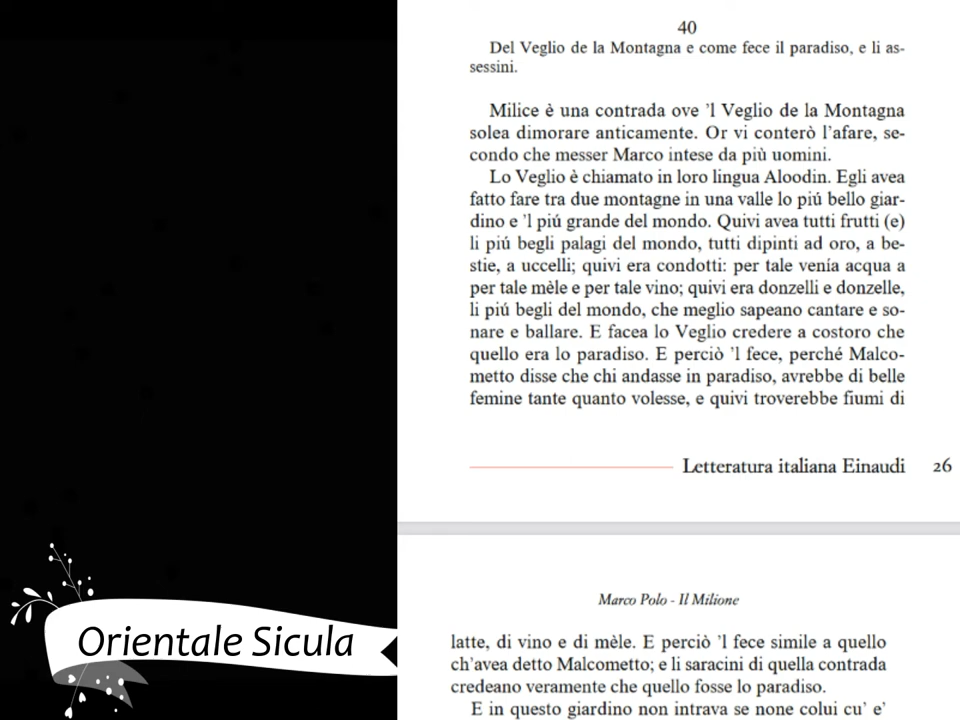 40
Del Veglio de la Montagna e come fece il paradiso, e li as-
sessini.
Milice è una contrada ove 'l Veglio de la Montagna
solea dimorare anticamente. Or vi conterò l'afare, se-
condo che messer Marco intese da più uomini.
Lo Veglio è chiamato in loro lingua Aloodin. Egli avea
fatto fare tra due montagne in una valle lo piú bello giar-
dino e 'l piú grande del mondo. Quivi avea tutti frutti (e)
li piú begli palagi del mondo, tutti dipinti ad oro, a be-
stie, a uccelli; quivi era condotti: per tale venía acqua a
per tale mèle e per tale vino; quivi era donzelli e donzelle,
li piú begli del mondo, che meglio sapeano cantare e so-
nare e ballare. E facea lo Veglio credere a costoro che
quello era lo paradiso. E perciò 'l fece, perché Malco-
metto disse che chi andasse in paradiso, avrebbe di belle
femine tante quanto volesse, e quivi troverebbe fiumi di
Letteratura italiana Einaudi 26
Marco Polo - Il Milione
latte, di vino e di mèle. E perciò 'l fece simile a quello
ch'avea detto Malcometto; e li saracini di quella contrada
credeano veramente che quello fosse lo paradiso.
E in questo giardino non intrava se none colui cu' e'
Orientale Sicula